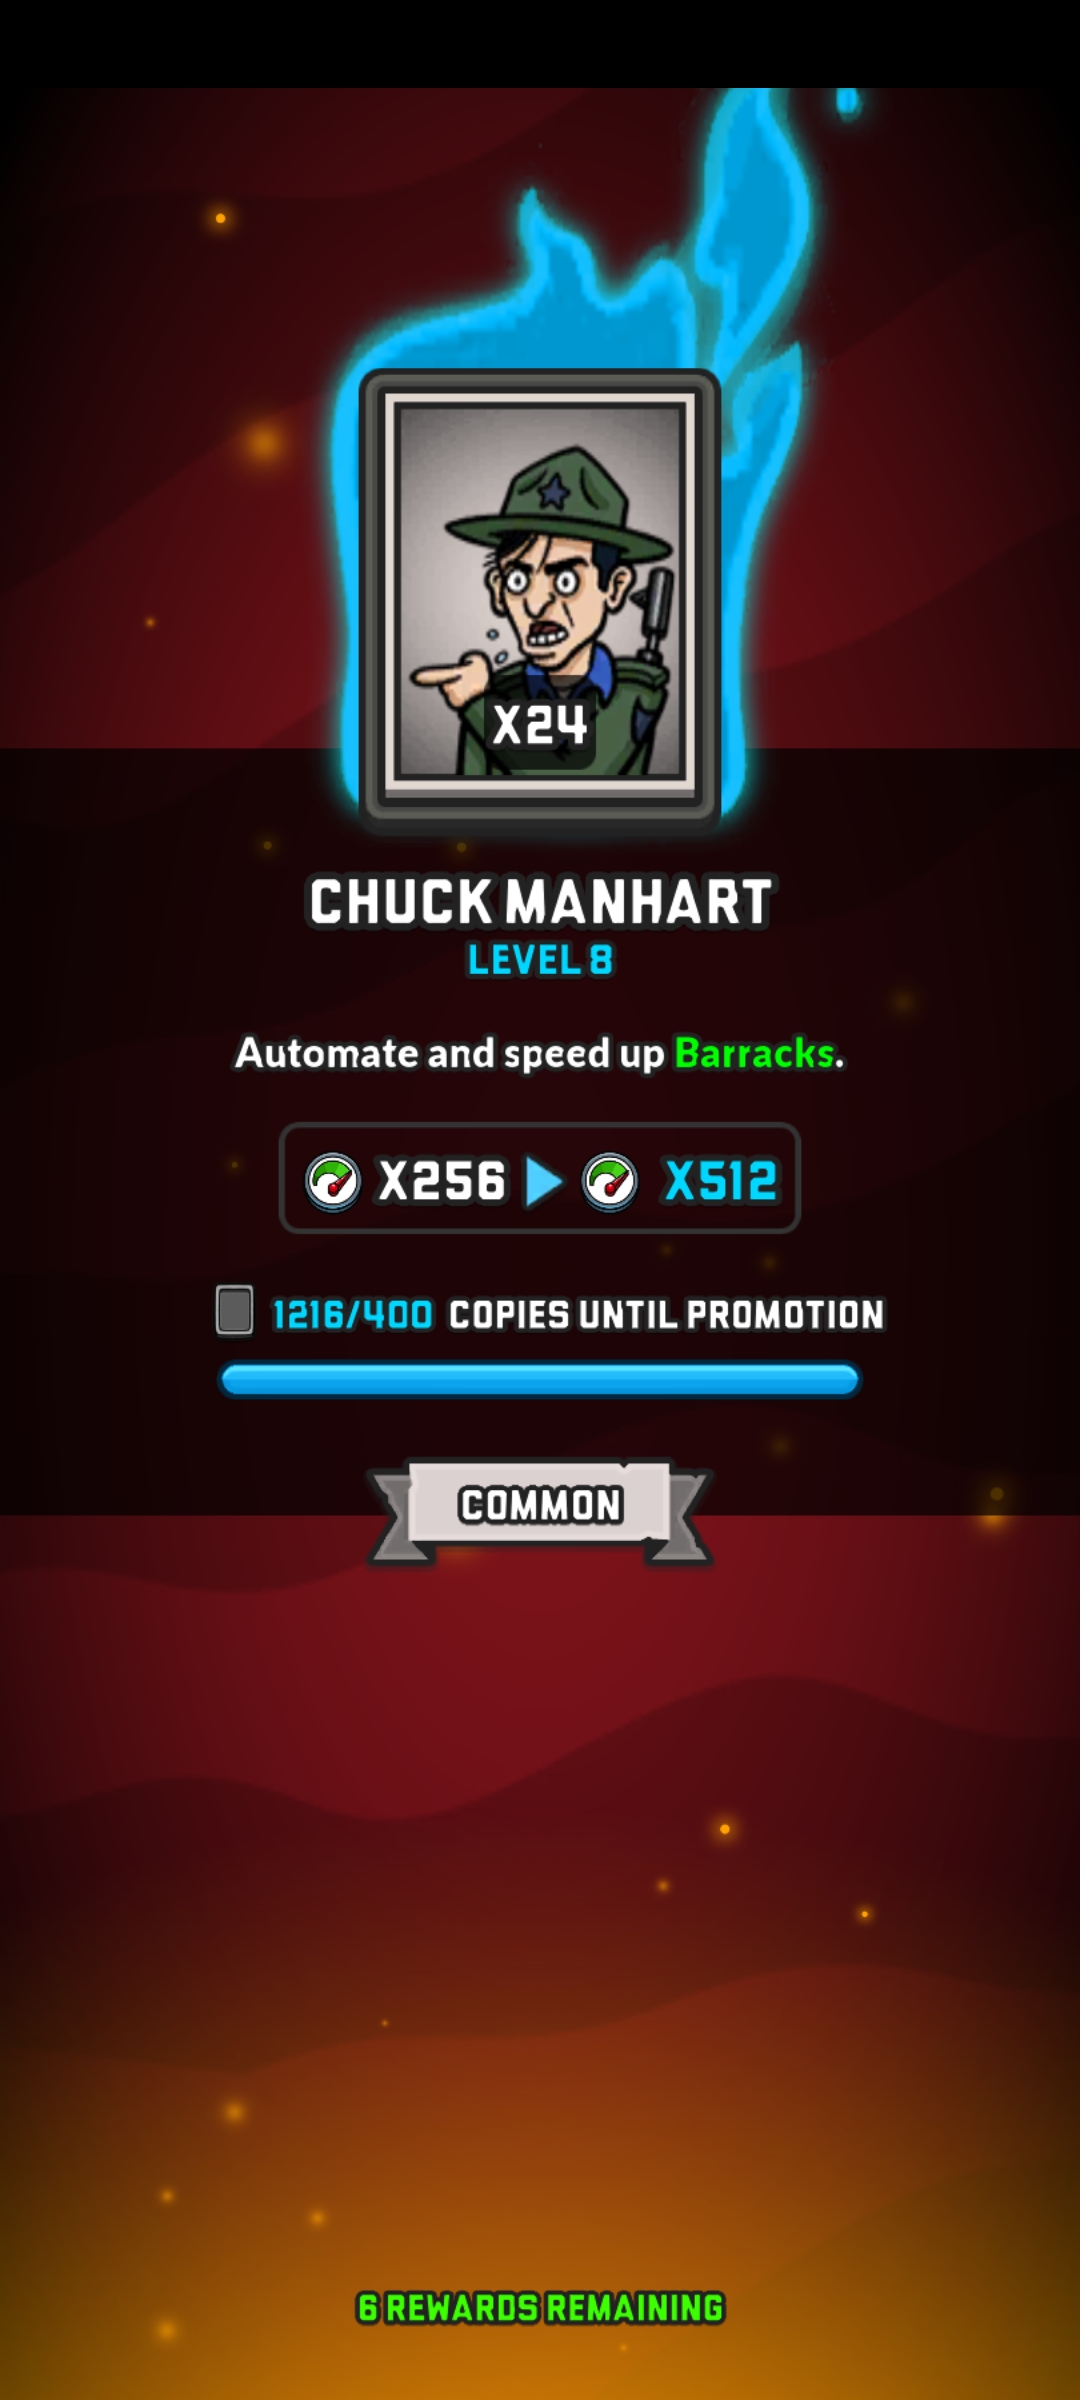 X24
CHUCK MANHART
LEVEL 8
Automate and speed up Barracks.
X256 X512
1216/400 COPIES UNTIL PROMOTION
COMMON
6 REWARDS REMAINING